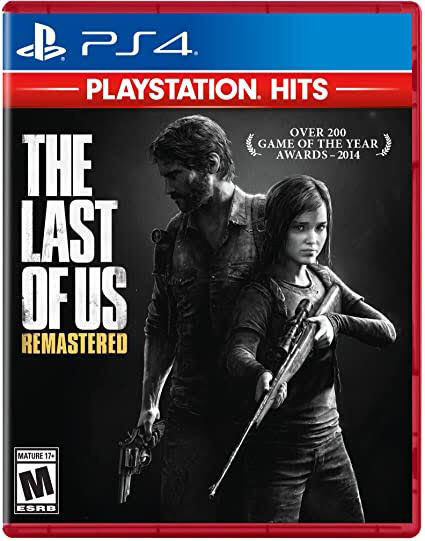 PS4
PLAYSTATION HITS
OVER 200
GAME OF THE YEAR
AWARDS – 2014
THE
LAST
OF US
REMASTERED
MATURE 17+
M
ESRB